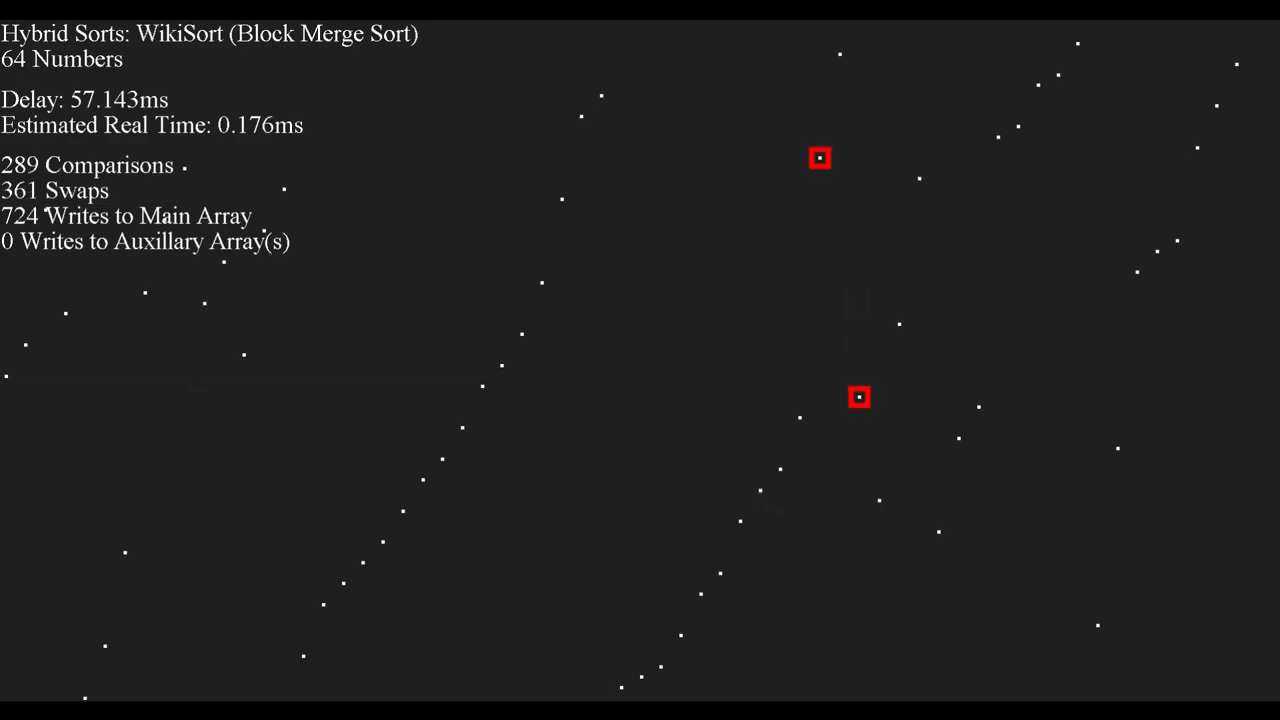 Hybrid Sorts: WikiSort (Block Merge Sort)
64 Numbers
Delay: 57.143ms
Estimated Real Time: 0.176ms
289 Comparisons
361 Swaps
724 Writes to Main Array
0 Writes to Auxillary Array(s)